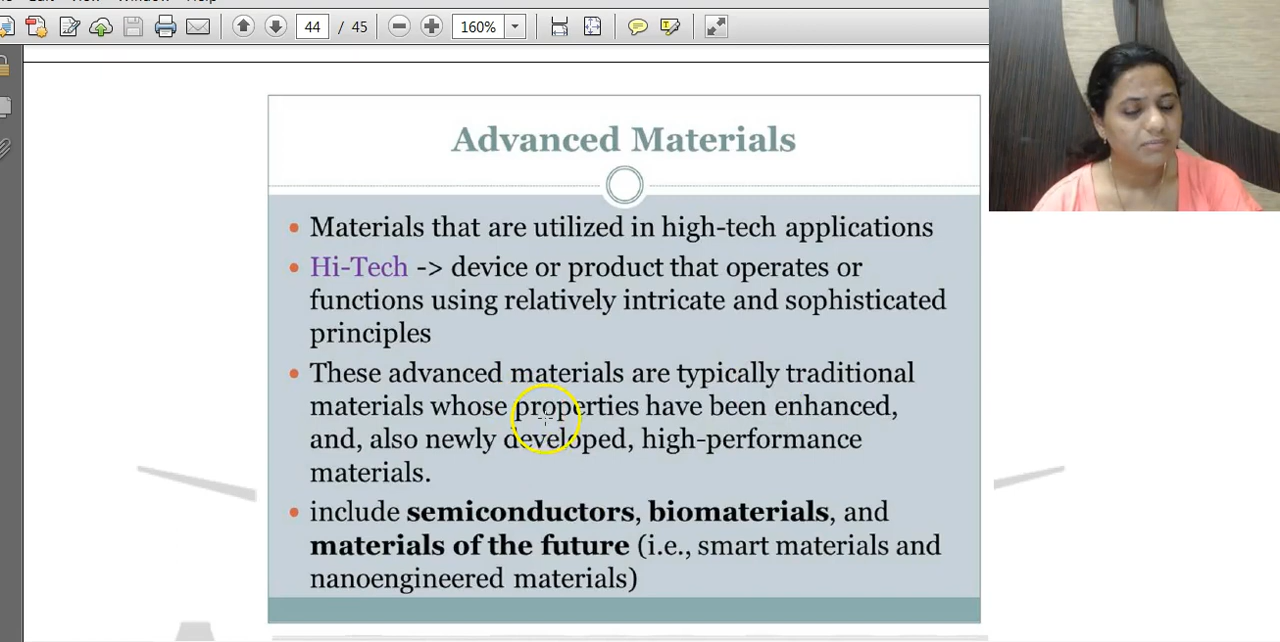 44 / 45 160%
Advanced Materials
• Materials that are utilized in high-tech applications
• Hi-Tech -> device or product that operates or
functions using relatively intricate and sophisticated
principles
• These advanced materials are typically traditional
materials whose properties have been enhanced,
and, also newly developed, high-performance
materials.
• include semiconductors, biomaterials, and
materials of the future (i.e., smart materials and
nanoengineered materials)